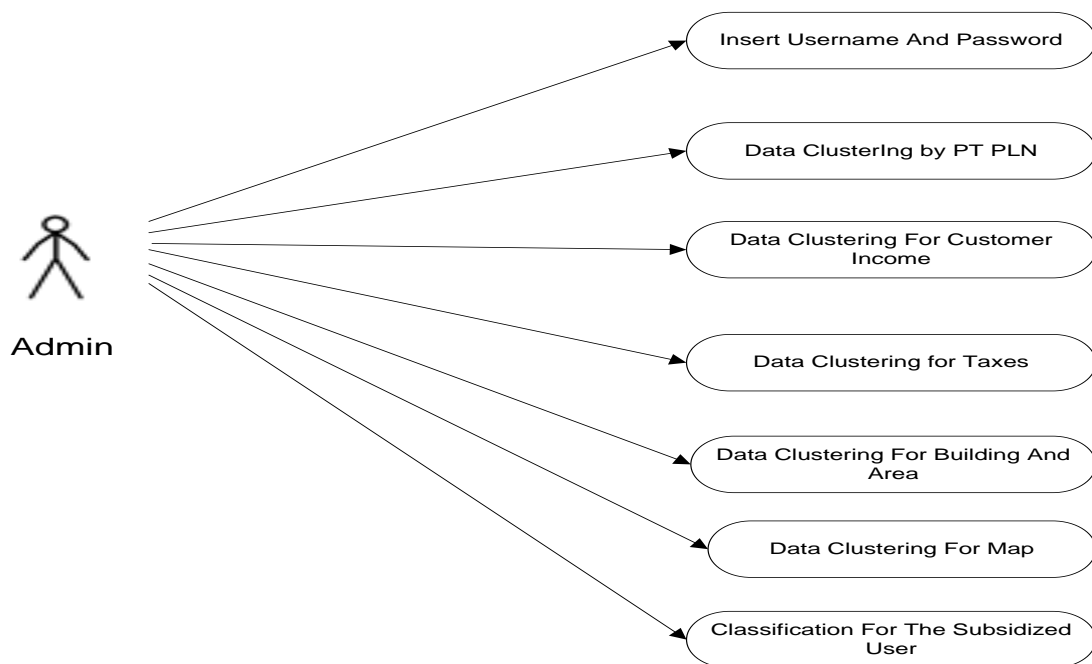 Insert Username And Password
Data ClusterIng by PT PLN
Data Clustering For Customer
Income
Admin
Data Clustering for Taxes
Data Clustering For Building And
Area
Data Clustering For Map
Classification For The Subsidized
User